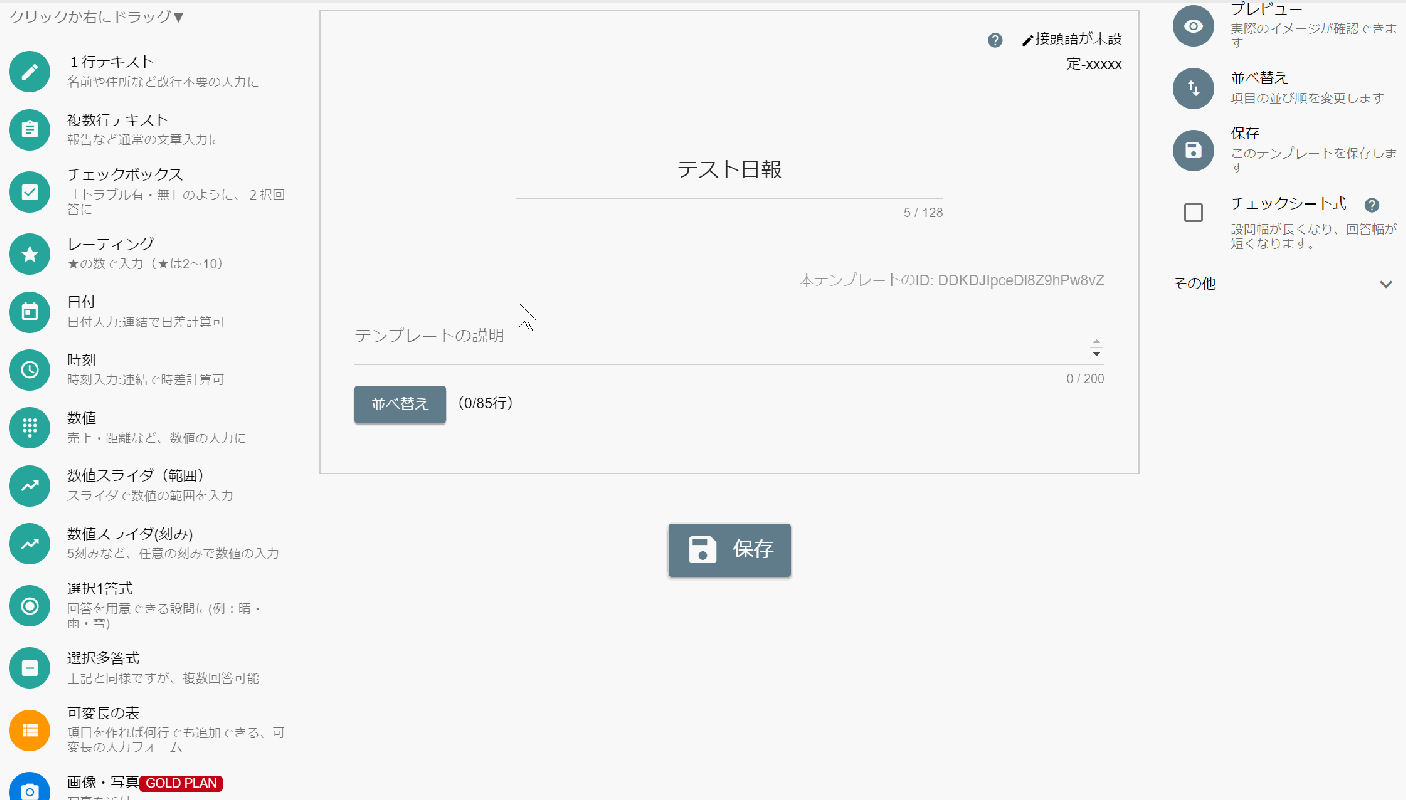 クリックか右にドラッグ▼
１行テキスト
名前や住所など改行不要の入力に
複数行テキスト
報告など通常の文章入力に
チェックボックス
「トラブル有・無」のように、２択回
答に
レーティング
★の数で入力（★は2～10）
日付
日付入力:連結で日差計算可
時刻
時刻入力:連結で時差計算可
数値
売上・距離など、数値の入力に
数値スライダ（範囲）
スライダで数値の範囲を入力
数値スライダ(刻み)
5刻みなど、任意の刻みで数値の入力
選択1答式
回答を用意できる設問に(例：晴・
雨・雪)
選択多答式
上記と同様ですが、複数回答可能
可変長の表
項目を作れば何行でも追加できる、可
変長の入力フォーム
画像・写真 GOLD PLAN
接頭語が未設
定-xxxxx
テスト日報
5 / 128
本テンプレートのID: DDKDJIpceDl8Z9hPw8vZ
テンプレートの説明
0 / 200
並べ替え （0/85行）
保存
プレビュー
実際のイメージが確認できま
す
並べ替え
項目の並び順を変更します
保存
このテンプレートを保存しま
す
チェックシート式
設問幅が長くなり、回答幅が
短くなります。
その他